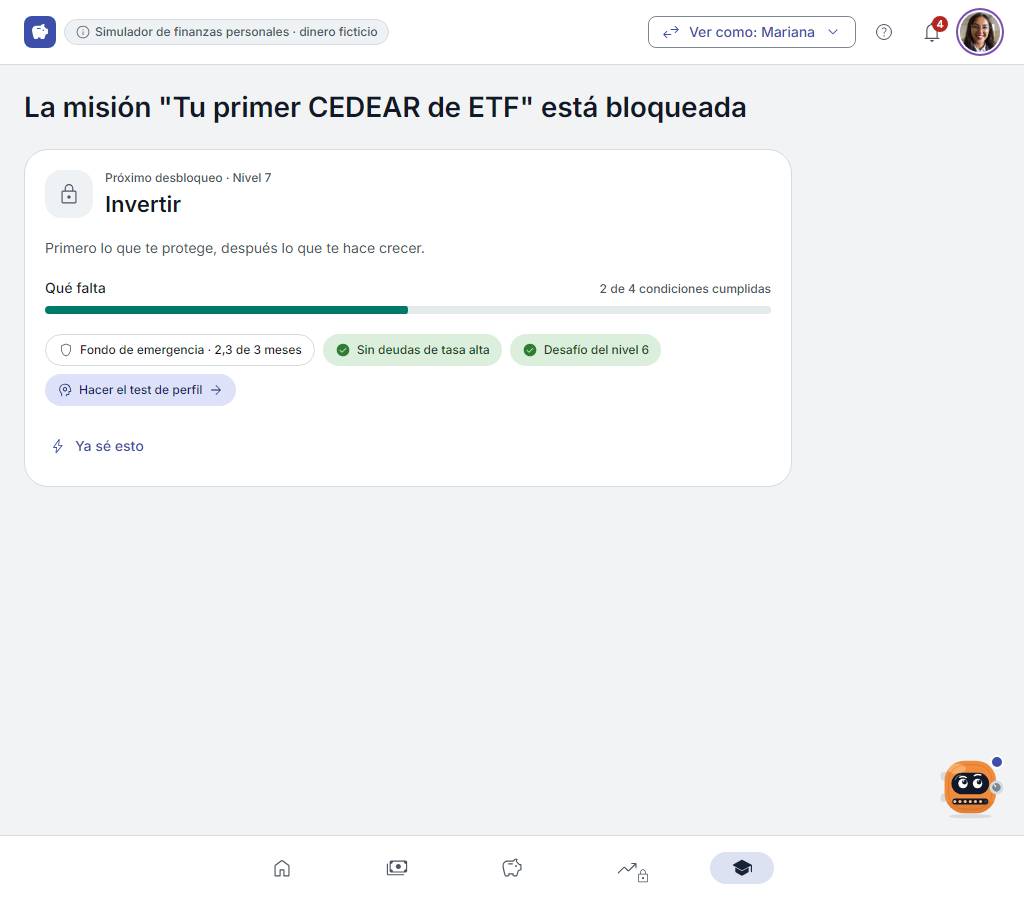 Simulador de finanzas personales · dinero ficticio
Ver como: Mariana
4
La misión "Tu primer CEDEAR de ETF" está bloqueada
Próximo desbloqueo · Nivel 7
Invertir
Primero lo que te protege, después lo que te hace crecer.
Qué falta
2 de 4 condiciones cumplidas
Fondo de emergencia · 2,3 de 3 meses
Sin deudas de tasa alta
Desafío del nivel 6
Hacer el test de perfil
Ya sé esto